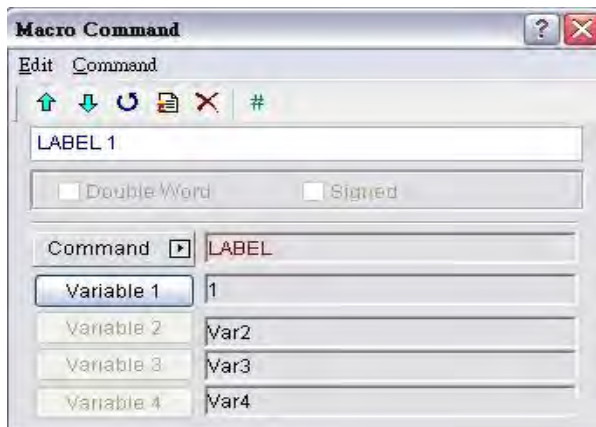 Macro Command
Edit Command
#
LABEL 1
Double Word Signed
Command LABEL
Variable 1 1
Variable 2 Var2
Variable 3 Var3
Variable 4 Var4